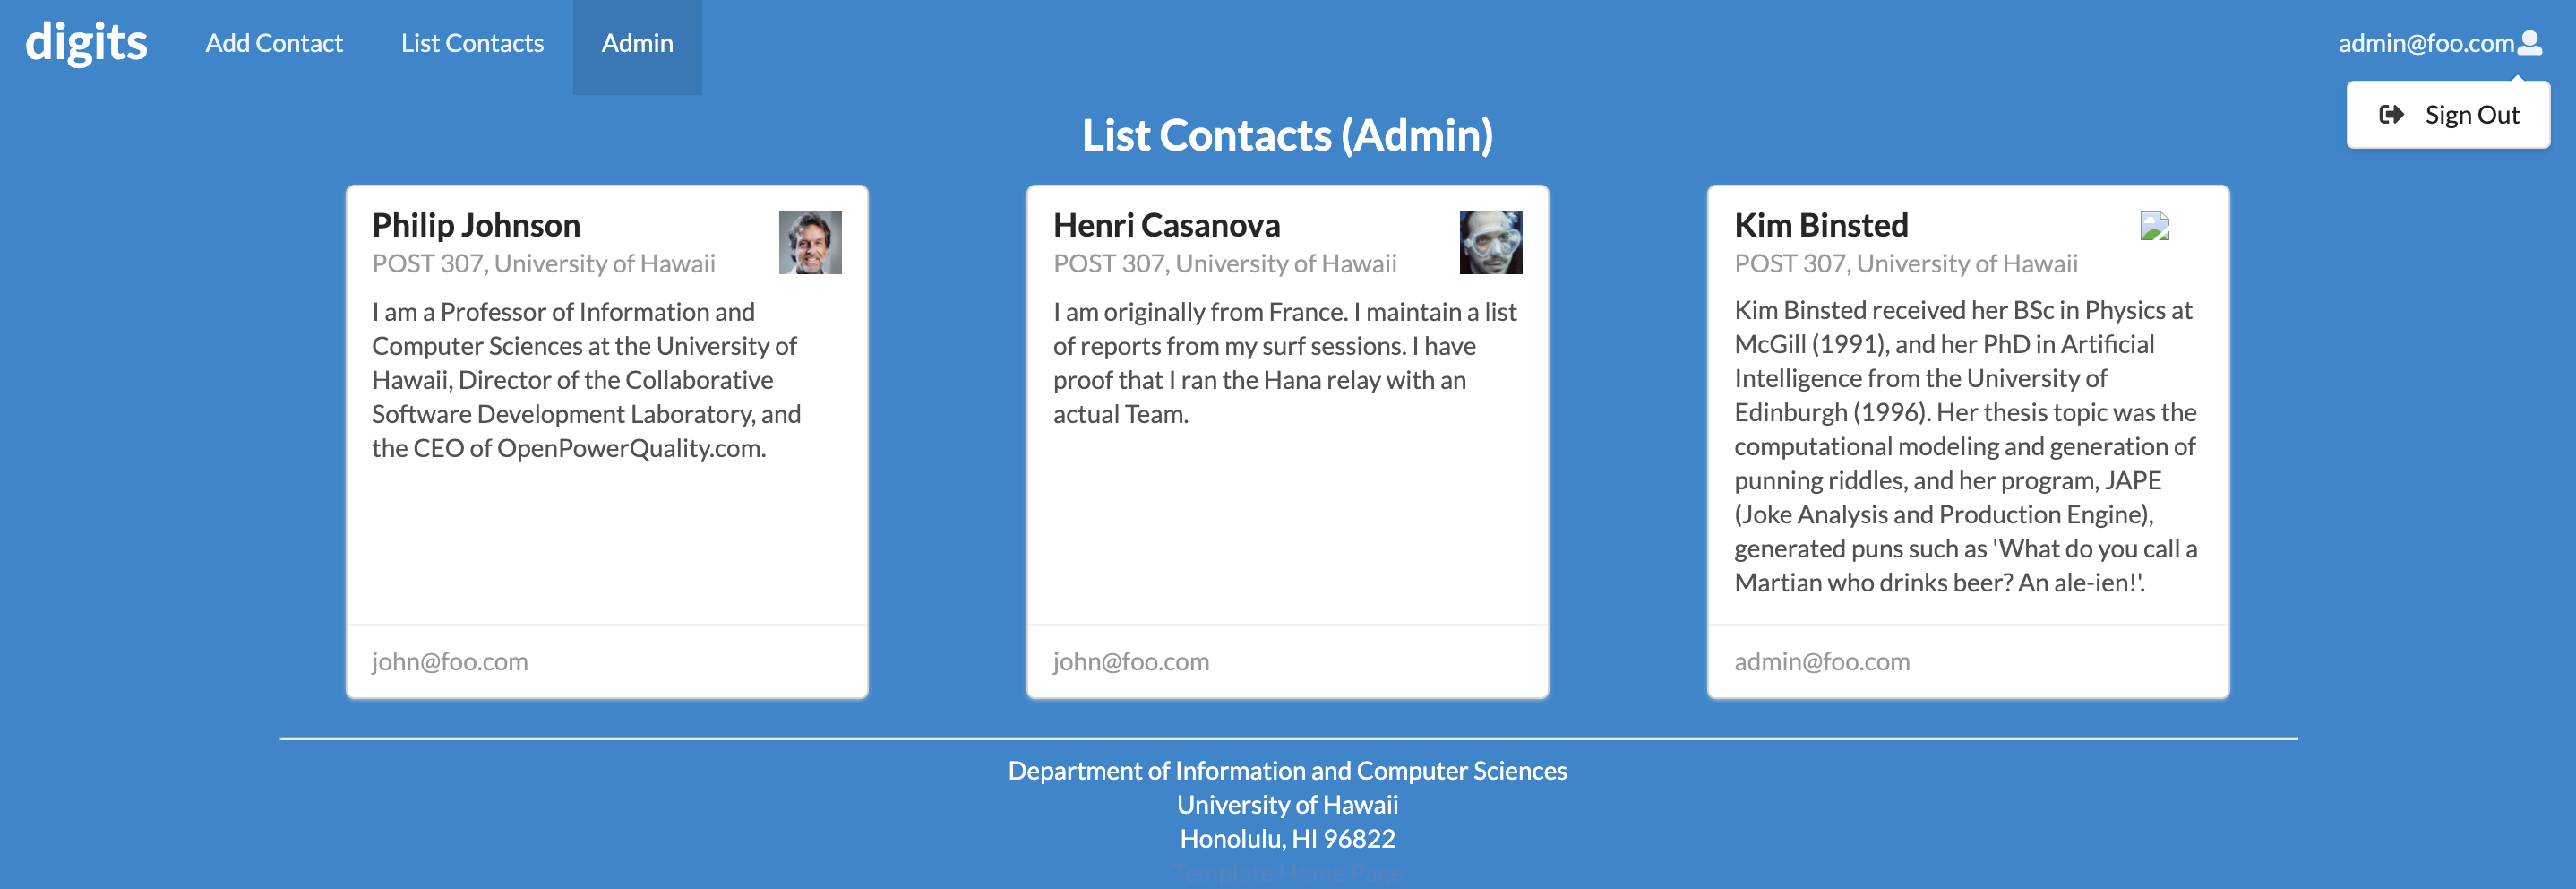 digits
Add Contact
List Contacts
Admin
admin@foo.com
Sign Out
List Contacts (Admin)
Philip Johnson
POST 307, University of Hawaii
I am a Professor of Information and
Computer Sciences at the University of
Hawaii, Director of the Collaborative
Software Development Laboratory, and
the CEO of OpenPowerQuality.com.
john@foo.com
Henri Casanova
POST 307, University of Hawaii
I am originally from France. I maintain a list
of reports from my surf sessions. I have
proof that I ran the Hana relay with an
actual Team.
john@foo.com
Kim Binsted
POST 307, University of Hawaii
Kim Binsted received her BSc in Physics at
McGill (1991), and her PhD in Artificial
Intelligence from the University of
Edinburgh (1996). Her thesis topic was the
computational modeling and generation of
punning riddles, and her program, JAPE
(Joke Analysis and Production Engine),
generated puns such as 'What do you call a
Martian who drinks beer? An ale-ien!'.
admin@foo.com
Department of Information and Computer Sciences
University of Hawaii
Honolulu, HI 96822
Template Home Page